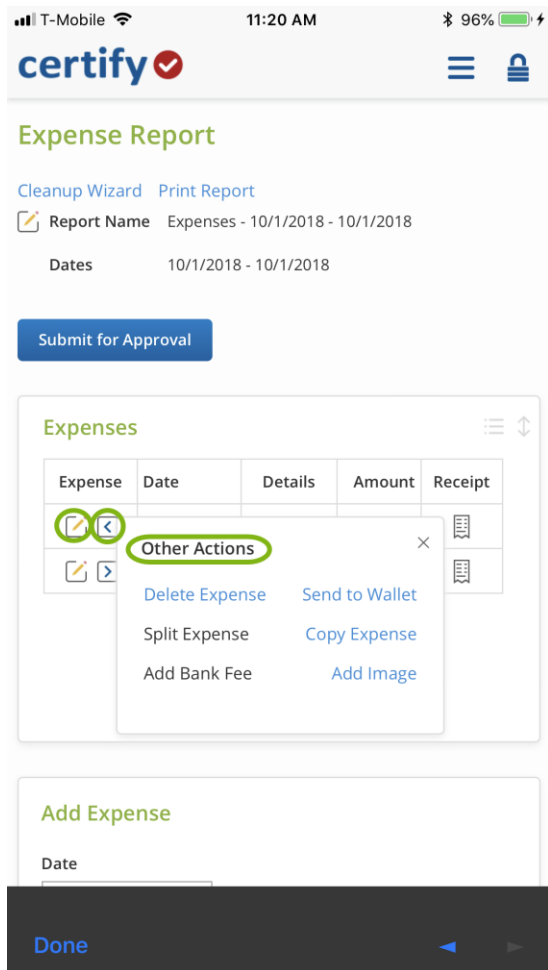 T-Mobile 11:20 AM 96%
certify
Expense Report
Cleanup Wizard Print Report
Report Name Expenses - 10/1/2018 - 10/1/2018
Dates 10/1/2018 - 10/1/2018
Submit for Approval
Expenses
Expense Date Details Amount Receipt
Other Actions
Delete Expense Send to Wallet
Split Expense Copy Expense
Add Bank Fee Add Image
Add Expense
Date
Done